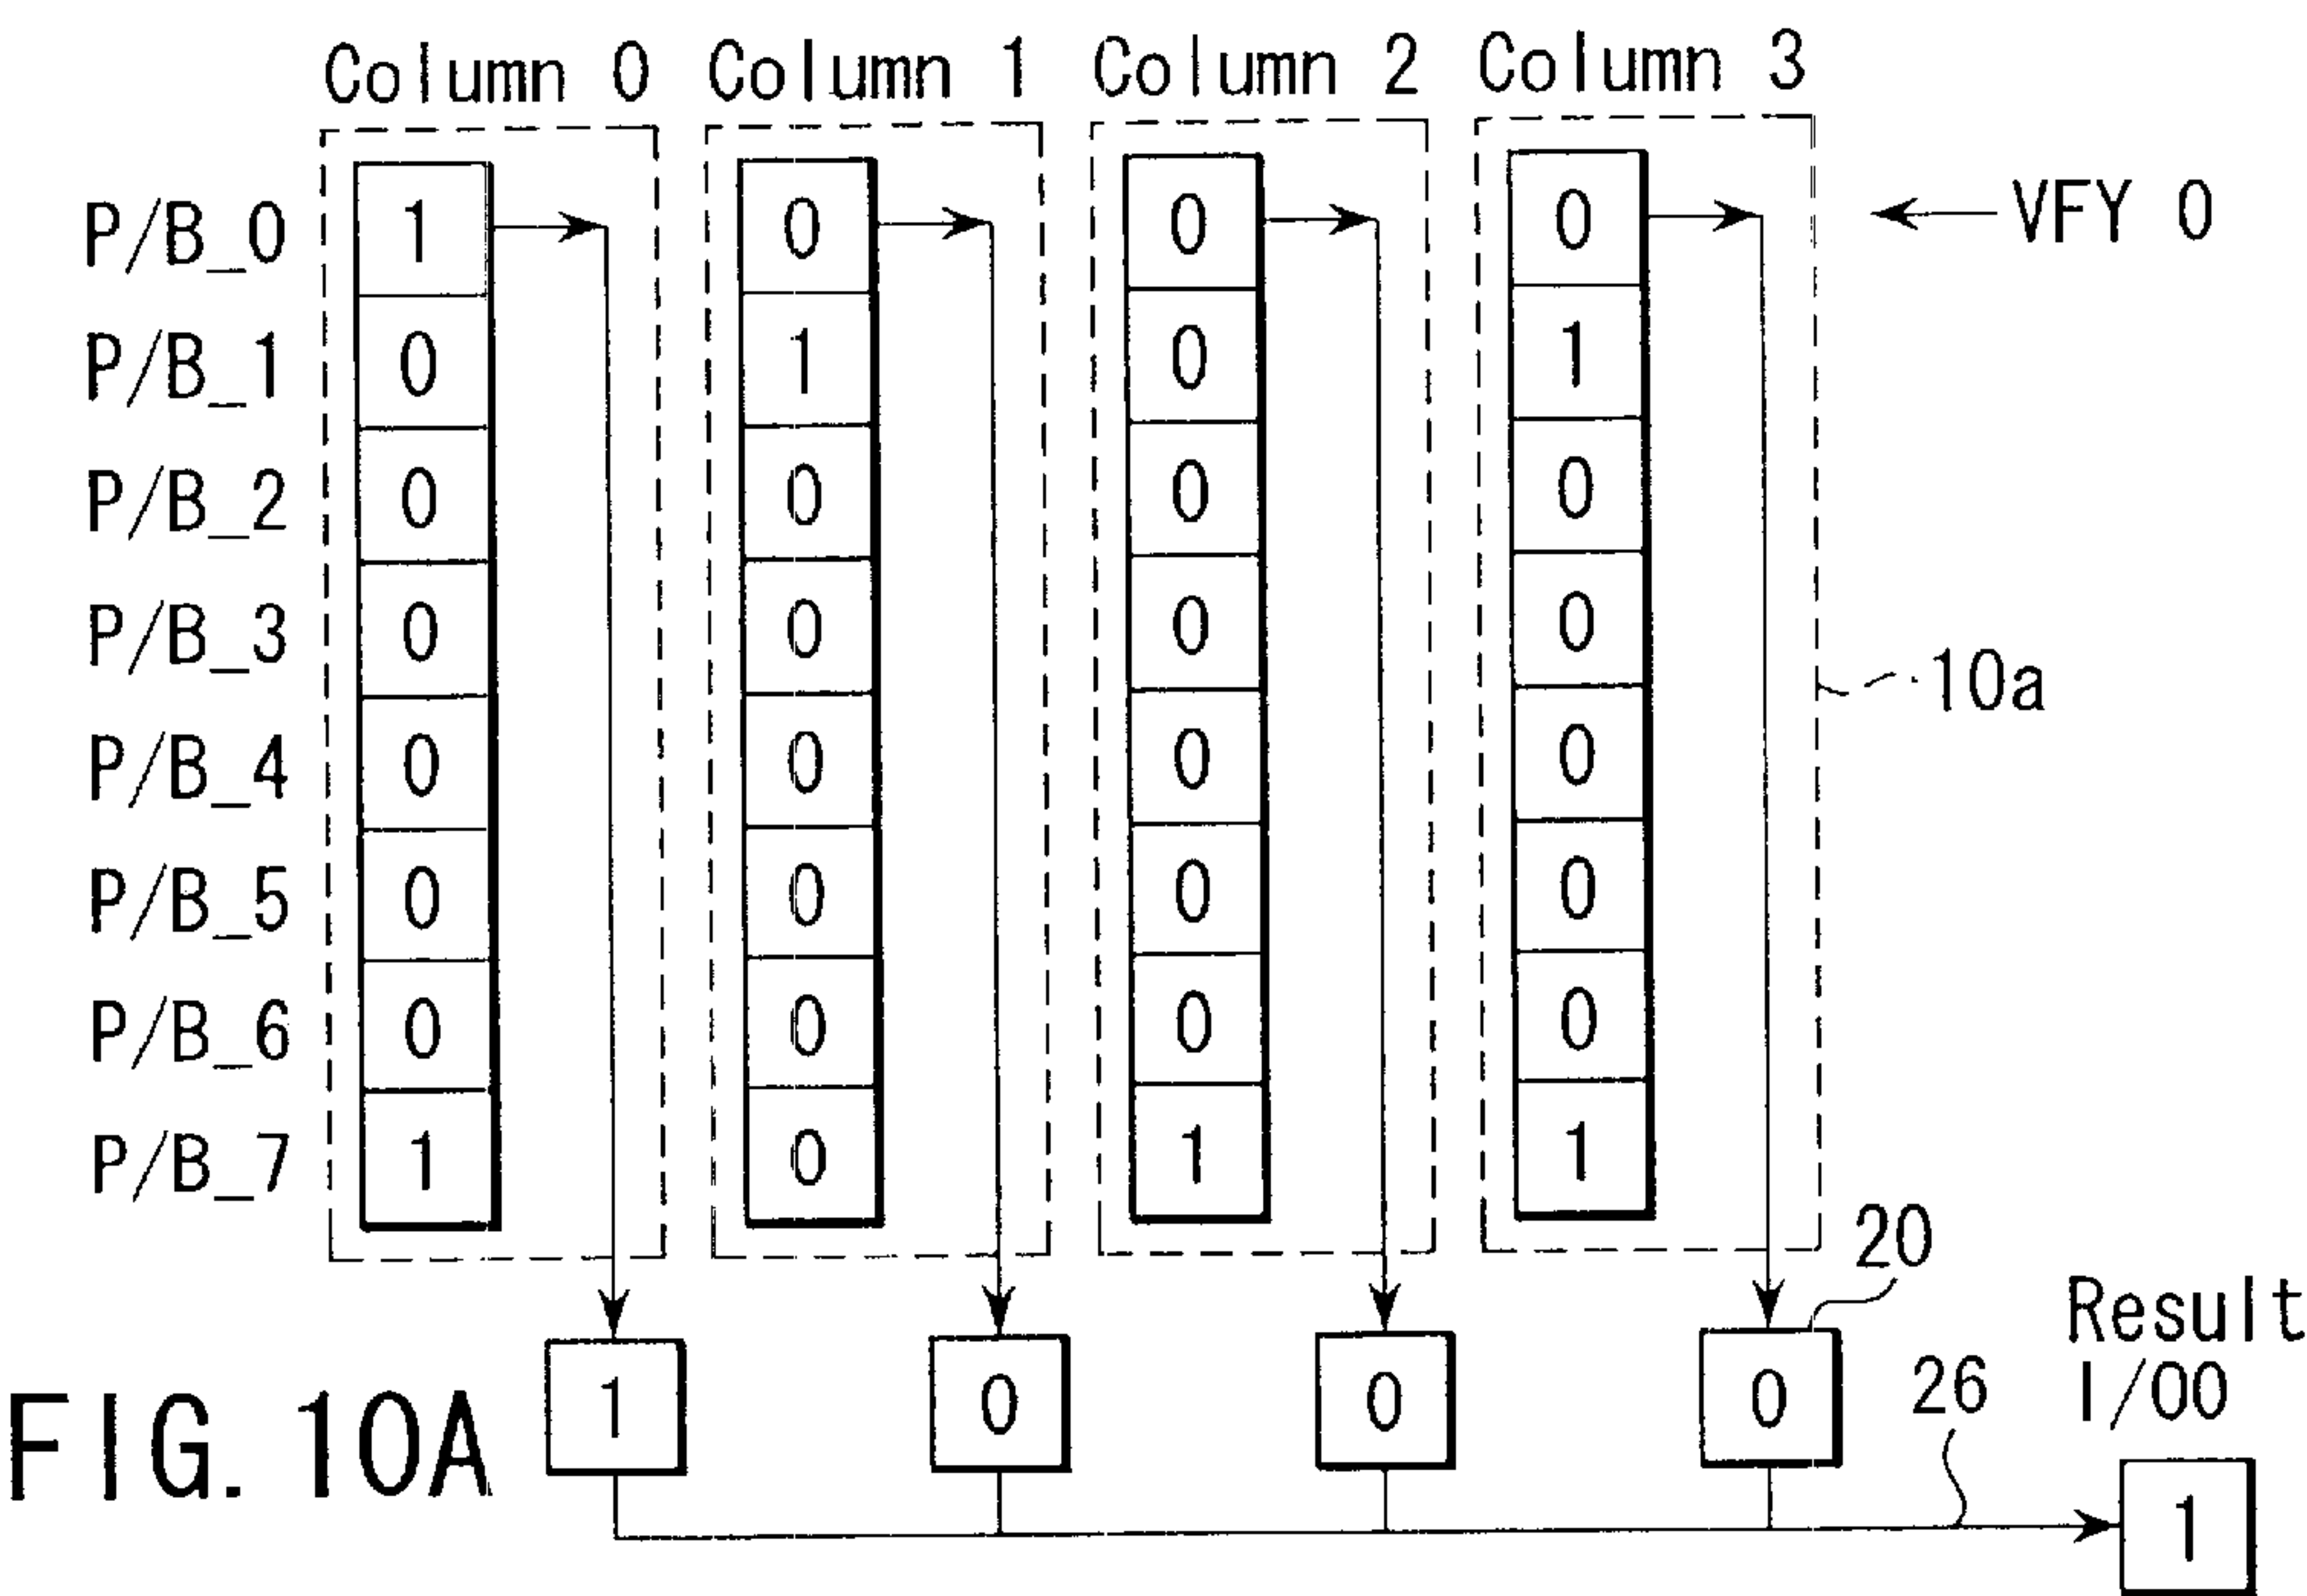 Column 0 Column 1 Column 2 Column 3
P/B_0 1 0 0 0 VFY 0
P/B_1 0 1 0 1
P/B_2 0 0 0 0
P/B_3 0 0 0 0
10a
P/B_4 0 0 0 0
P/B_5 0 0 0 0
P/B_6 0 0 0 0
P/B_7 1 0 1 1
20
Result
I/O0
1 0 0 0 26
FIG. 10A
1